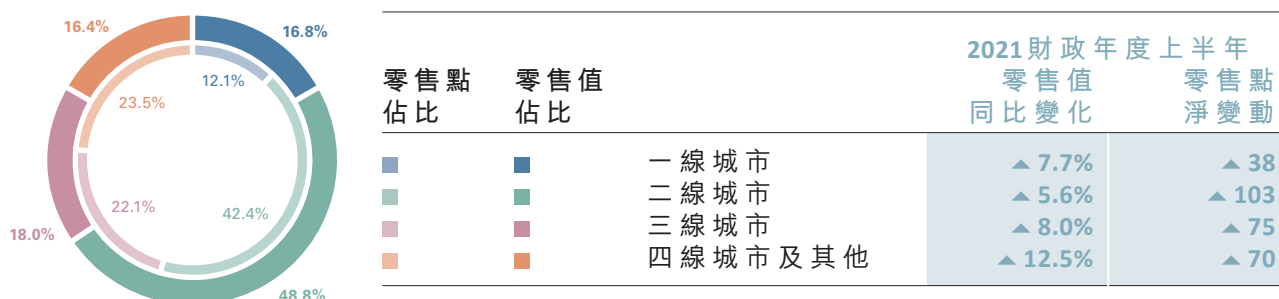 16.4%
16.8%
12.1%
23.5%
22.1%
42.4%
18.0%
48.8%
2021財政年度上半年
零售點 零售值 零售值 零售點
佔比 佔比 同比變化 淨變動
一線城市 ▲ 7.7% ▲ 38
二線城市 ▲ 5.6% ▲ 103
三線城市 ▲ 8.0% ▲ 75
四線城市及其他 ▲ 12.5% ▲ 70